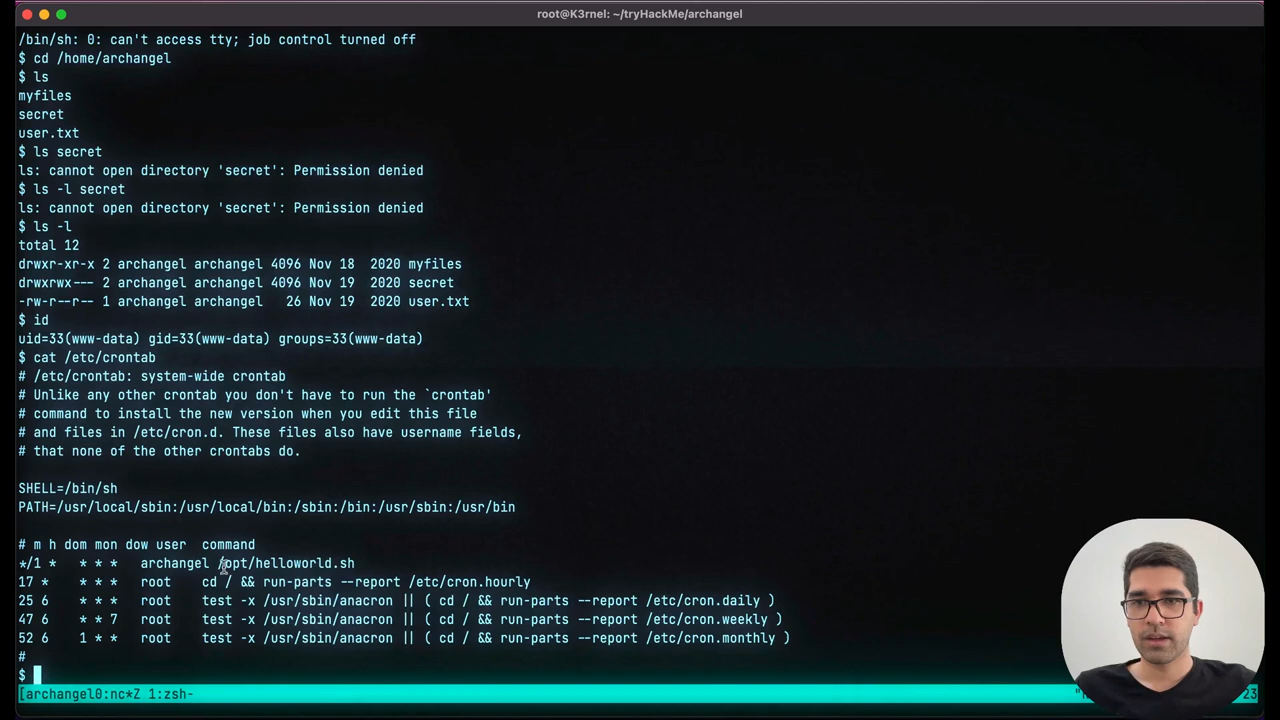 root@K3rnel: ~/tryHackMe/archangel
/bin/sh: 0: can't access tty; job control turned off
$ cd /home/archangel
$ ls
myfiles
secret
user.txt
$ ls secret
ls: cannot open directory 'secret': Permission denied
$ ls -l secret
ls: cannot open directory 'secret': Permission denied
$ ls -l
total 12
drwxr-xr-x 2 archangel archangel 4096 Nov 18  2020 myfiles
drwxrwx--- 2 archangel archangel 4096 Nov 19  2020 secret
-rw-r--r-- 1 archangel archangel   26 Nov 19  2020 user.txt
$ id
uid=33(www-data) gid=33(www-data) groups=33(www-data)
$ cat /etc/crontab
# /etc/crontab: system-wide crontab
# Unlike any other crontab you don't have to run the `crontab'
# command to install the new version when you edit this file
# and files in /etc/cron.d. These files also have username fields,
# that none of the other crontabs do.
SHELL=/bin/sh
PATH=/usr/local/sbin:/usr/local/bin:/sbin:/bin:/usr/sbin:/usr/bin
# m h dom mon dow user  command
*/1 *   * * *   archangel /opt/helloworld.sh
17 *    * * *   root    cd / && run-parts --report /etc/cron.hourly
25 6    * * *   root    test -x /usr/sbin/anacron || ( cd / && run-parts --report /etc/cron.daily )
47 6    * * 7   root    test -x /usr/sbin/anacron || ( cd / && run-parts --report /etc/cron.weekly )
52 6    1 * *   root    test -x /usr/sbin/anacron || ( cd / && run-parts --report /etc/cron.monthly )
#
$
[archangel0:nc*Z 1:zsh-
23